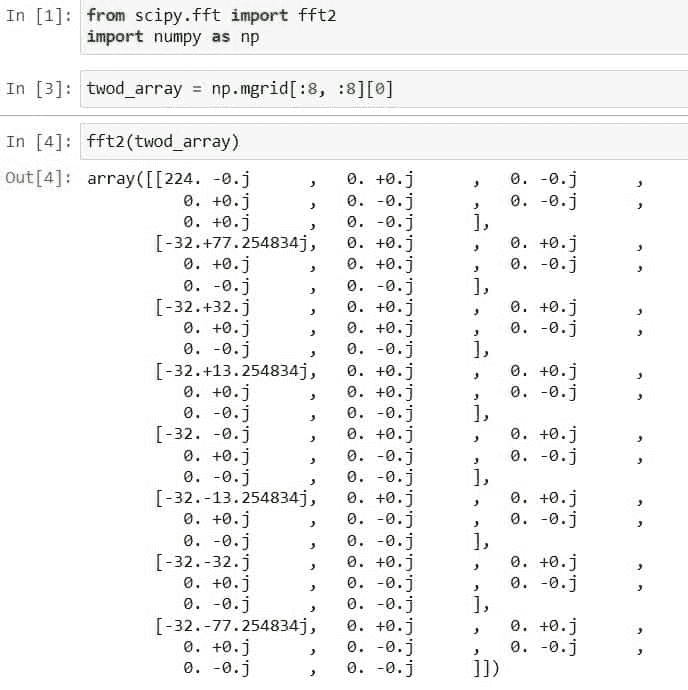 In [1]: from scipy.fft import fft2
import numpy as np
In [3]: twod_array = np.mgrid[:8, :8][0]
In [4]: fft2(twod_array)
Out[4]: array([[224. -0.j      ,   0. +0.j      ,   0. -0.j      ,
0. +0.j      ,   0. -0.j      ,   0. -0.j      ,
0. +0.j      ,   0. -0.j      ],
[-32.+77.254834j,   0. +0.j      ,   0. +0.j      ,
0. +0.j      ,   0. +0.j      ,   0. -0.j      ,
0. -0.j      ,   0. -0.j      ],
[-32.+32.j      ,   0. +0.j      ,   0. +0.j      ,
0. +0.j      ,   0. +0.j      ,   0. -0.j      ,
0. -0.j      ,   0. -0.j      ],
[-32.+13.254834j,   0. +0.j      ,   0. +0.j      ,
0. +0.j      ,   0. +0.j      ,   0. -0.j      ,
0. -0.j      ,   0. -0.j      ],
[-32. -0.j      ,   0. +0.j      ,   0. +0.j      ,
0. +0.j      ,   0. -0.j      ,   0. -0.j      ,
0. -0.j      ,   0. -0.j      ],
[-32.-13.254834j,   0. +0.j      ,   0. +0.j      ,
0. +0.j      ,   0. -0.j      ,   0. -0.j      ,
0. -0.j      ,   0. -0.j      ],
[-32.-32.j      ,   0. +0.j      ,   0. +0.j      ,
0. +0.j      ,   0. -0.j      ,   0. -0.j      ,
0. -0.j      ,   0. -0.j      ],
[-32.-77.254834j,   0. +0.j      ,   0. +0.j      ,
0. +0.j      ,   0. -0.j      ,   0. -0.j      ,
0. -0.j      ,   0. -0.j      ]])